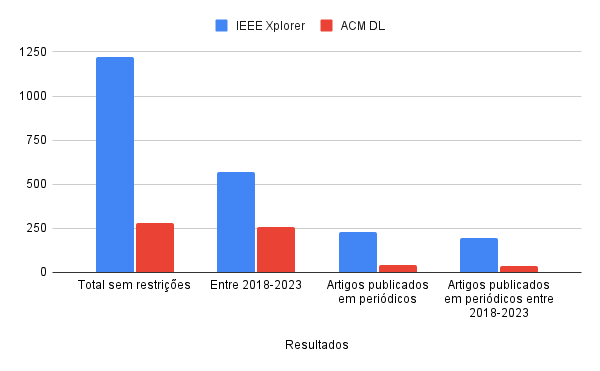 IEEE Xplorer
ACM DL
1250
1000
750
500
250
0
Total sem restrições
Entre 2018-2023
Artigos publicados
em periódicos
Artigos publicados
em periódicos entre
2018-2023
Resultados